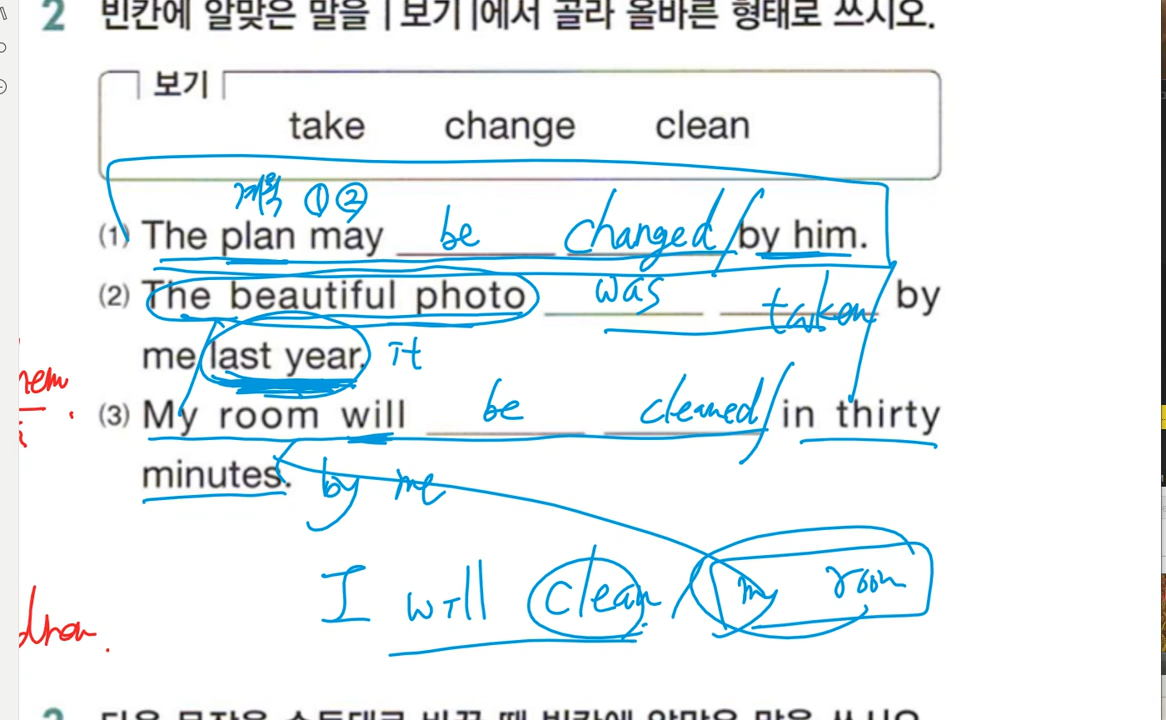 2 빈칸에 알맞은 말을 |보기|에서 골라 올바른 형태로 쓰시오.
보기
take change clean
계획 ① ②
(1) The plan may be changed / by him.
(2) The beautiful photo was taken by
me last year. it
(3) My room will be cleaned / in thirty
minutes. by me
I will clean / my room